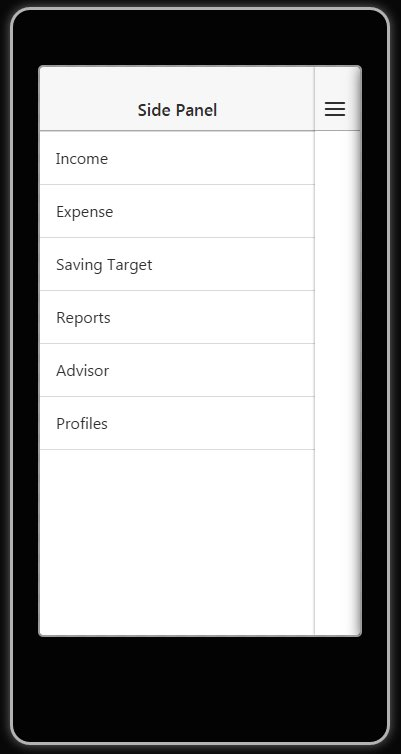 Side Panel
Income
Expense
Saving Target
Reports
Advisor
Profiles